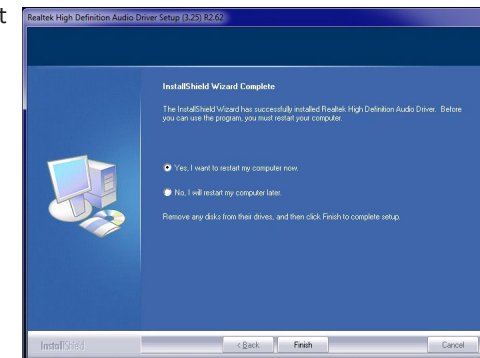 t
Realtek High Definition Audio Driver Setup (3.25) R2.62
InstallShield Wizard Complete
The InstallShield Wizard has successfully installed Realtek High Definition Audio Driver. Before
you can use the program, you must restart your computer.
Yes, I want to restart my computer now.
No, I will restart my computer later.
Remove any disks from their drives, and then click Finish to complete setup.
InstallShield
< Back
Finish
Cancel